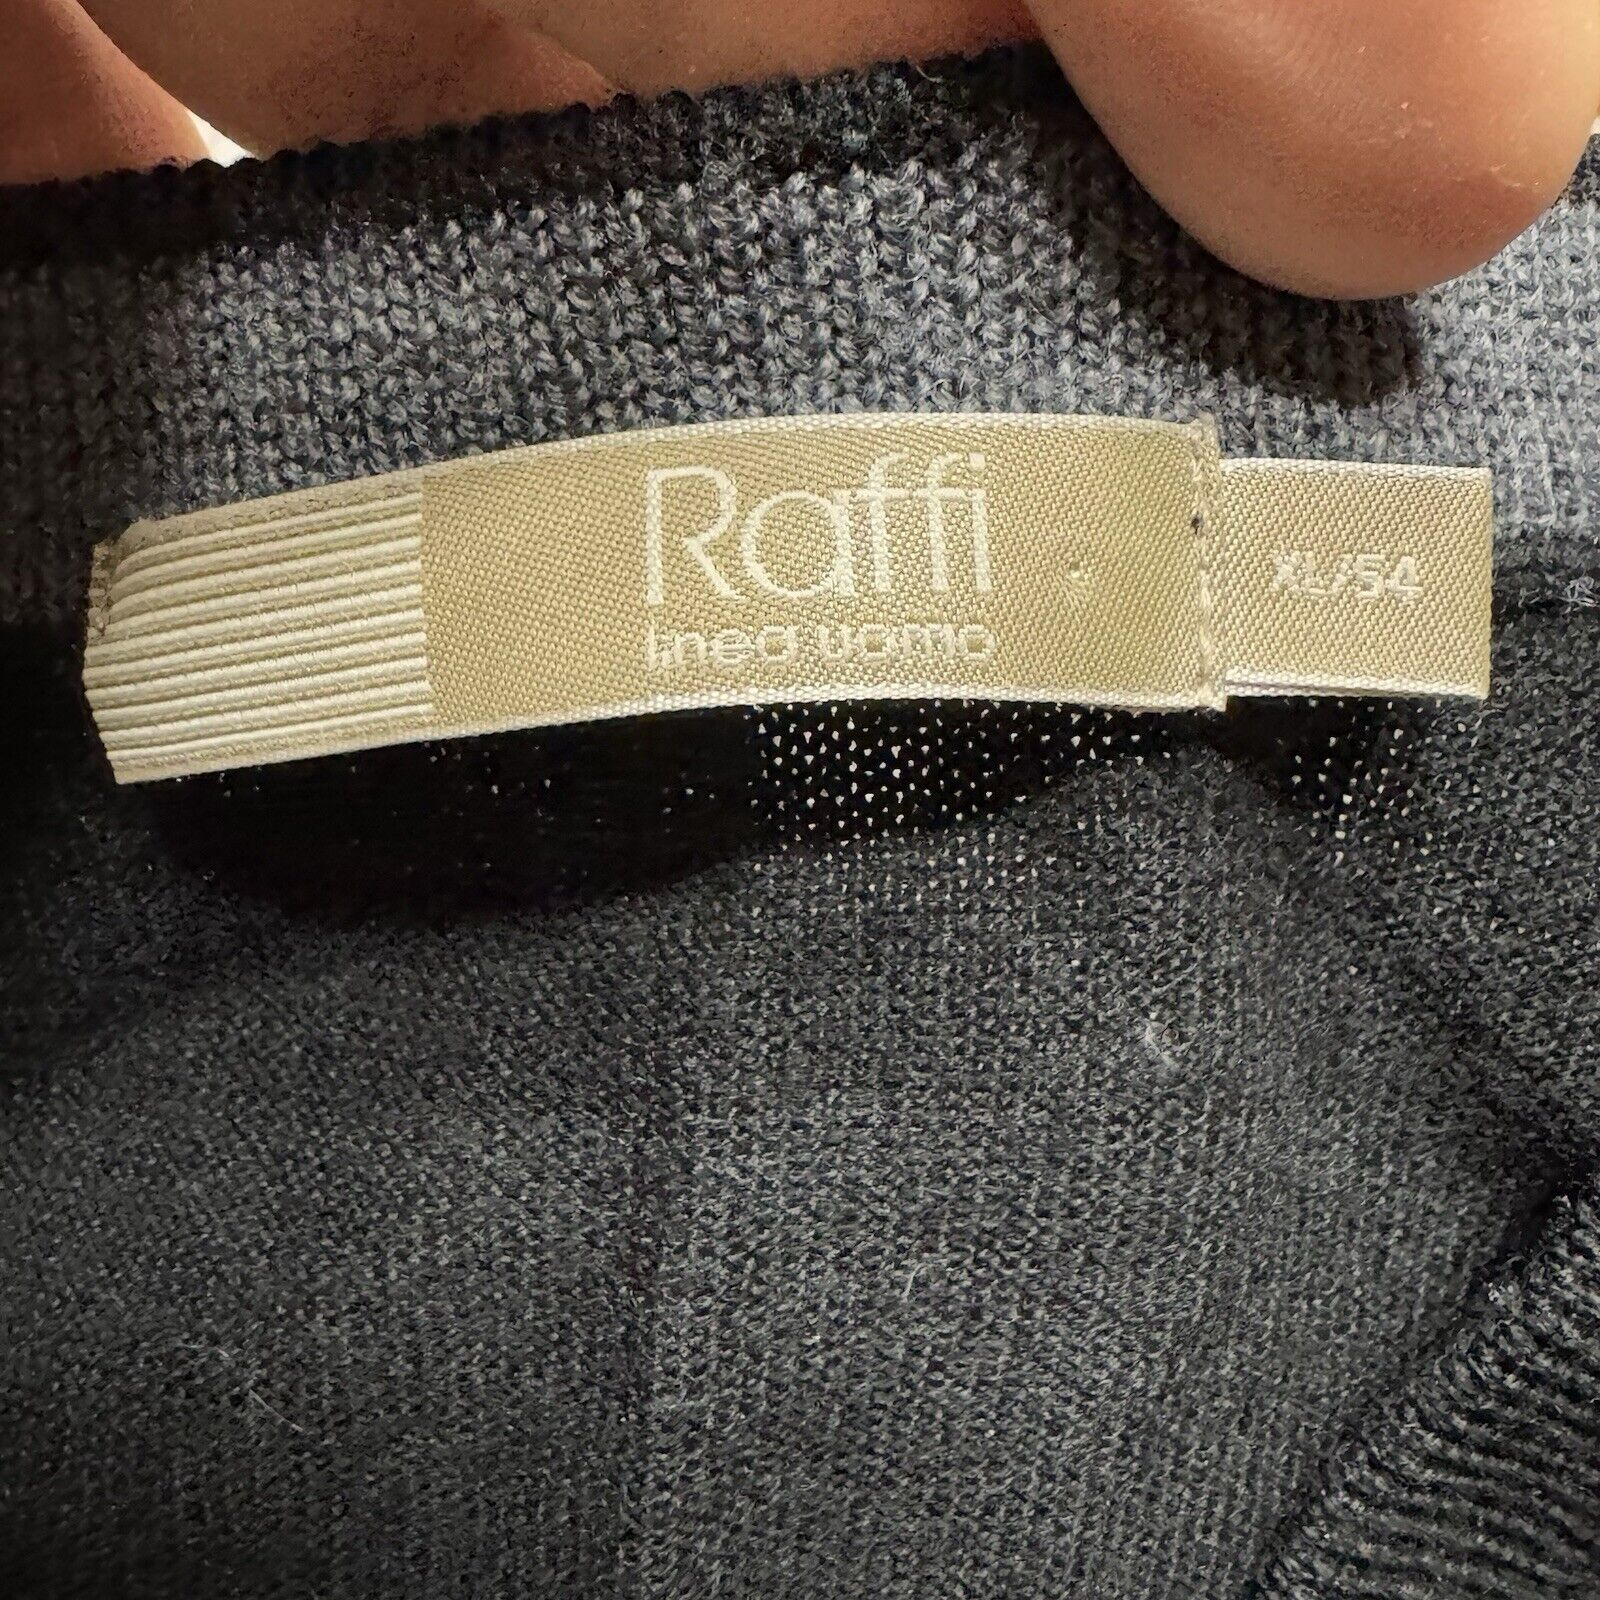 Raffi
linea uomo
XL/54